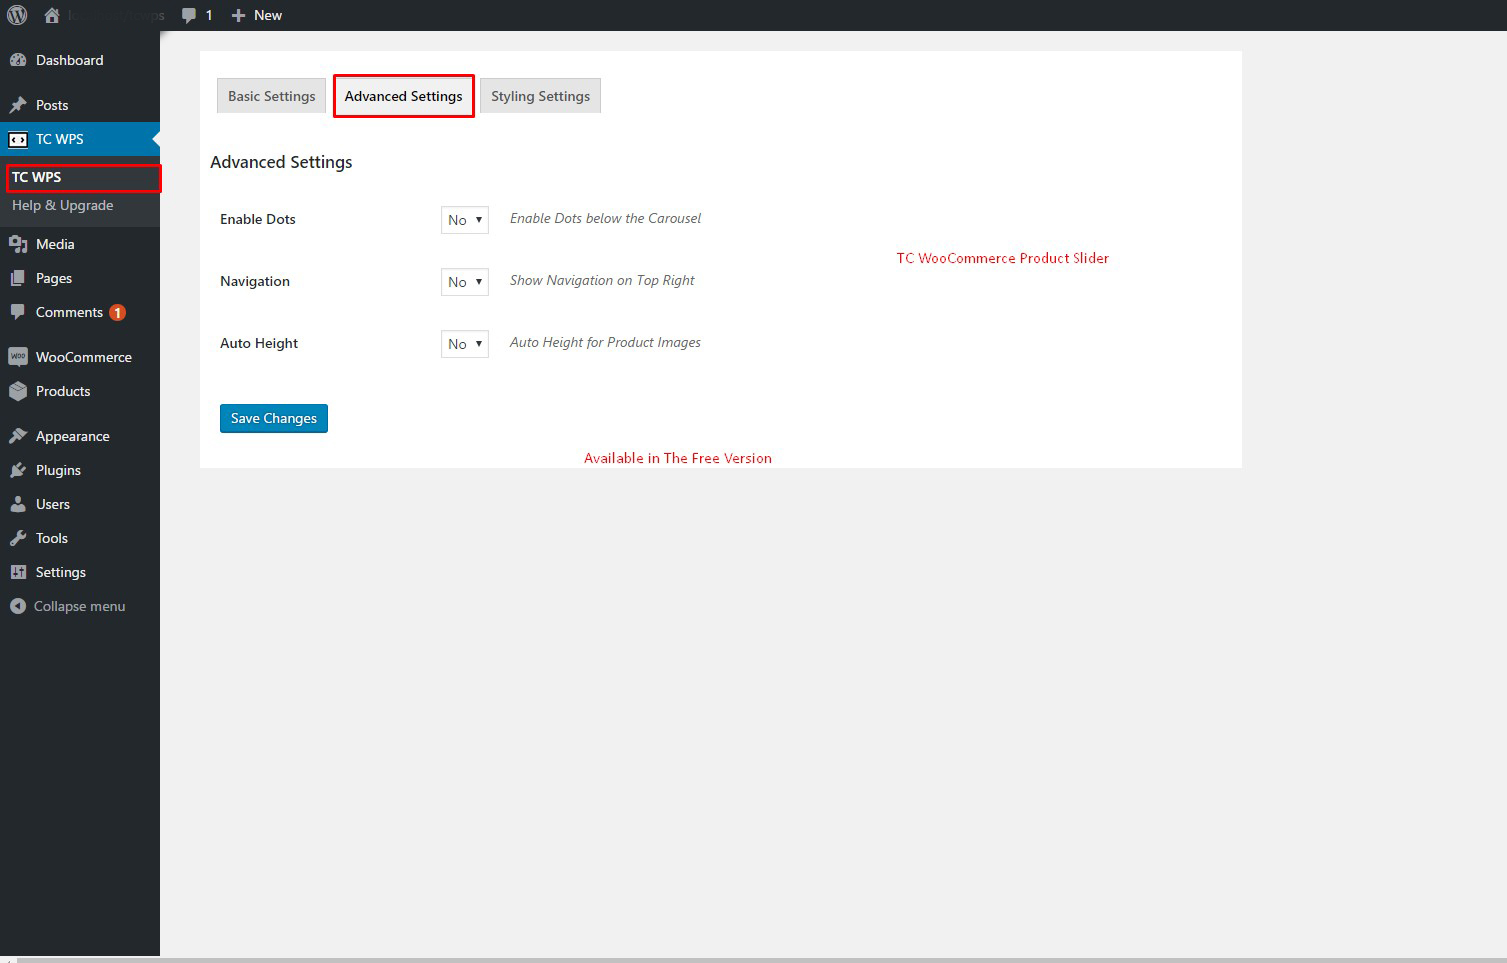 1 New
Dashboard
Posts
TC WPS
TC WPS
Help & Upgrade
Media
Pages
Comments 1
WooCommerce
Products
Appearance
Plugins
Users
Tools
Settings
Collapse menu
Basic Settings Advanced Settings Styling Settings
Advanced Settings
Enable Dots No Enable Dots below the Carousel
TC WooCommerce Product Slider
Navigation No Show Navigation on Top Right
Auto Height No Auto Height for Product Images
Save Changes
Available in The Free Version